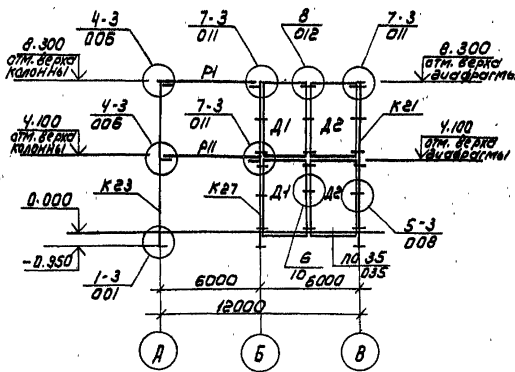 4-3
006
7-3
011
8
012
7-3
011
8.300
отм. верха
колонны
8.300
отм. верха
диафрагмы
Р1
4-3
006
7-3
011
Д1
Д2
К21
4.100
отм. верха
колонны
4.100
отм. верха
диафрагмы
Р11
К23
К27
Д1
Д2
0.000
-0.950
1-3
001
5-3
008
6
10
по 35
035
6000
6000
12000
А
Б
В